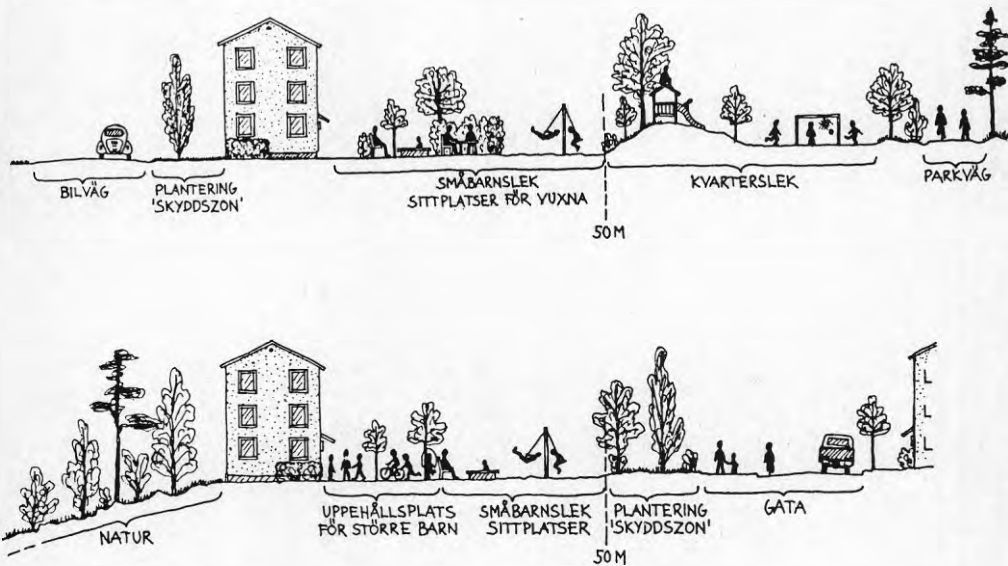 BILVÄG
PLANTERING
'SKYDDSZON'
SMÅBARNSLEK
SITTPLATSER FÖR VUXNA
KVARTERSLEK
PARKVÄG
50 M
NATUR
UPPEHÅLLSPLATS
FÖR STÖRRE BARN
SMÅBARNSLEK
SITTPLATSER
PLANTERING
'SKYDDSZON'
GATA
50 M